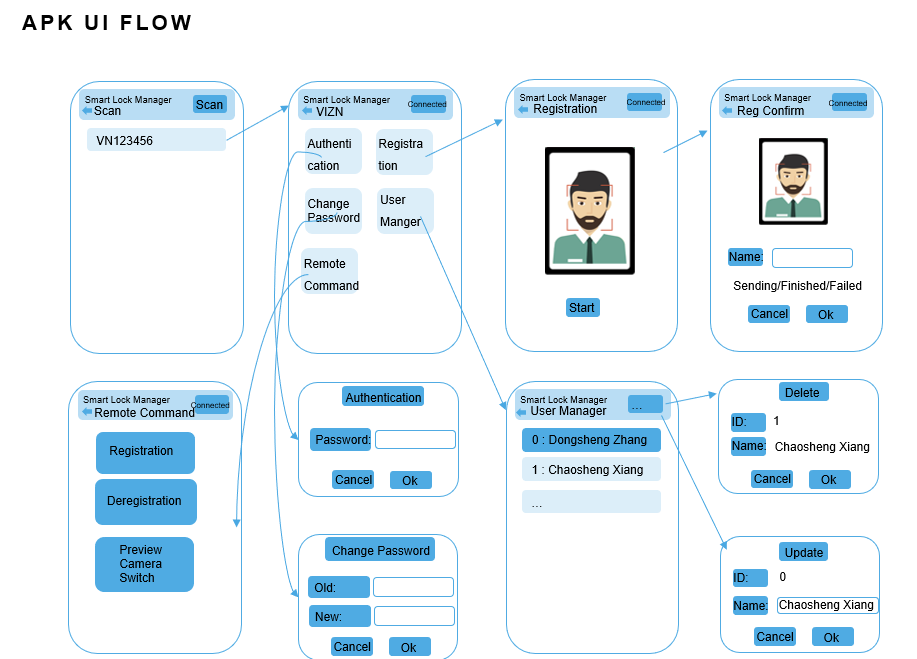 APK UI FLOW
Smart Lock Manager
Scan
Scan
VN123456
Smart Lock Manager
VIZN
Connected
Authenti
cation
Registra
tion
Change
Password
User
Manger
Remote
Command
Smart Lock Manager
Registration
Connected
Start
Smart Lock Manager
Reg Confirm
Connected
Name:
Sending/Finished/Failed
Cancel
Ok
Smart Lock Manager
Remote Command
Connected
Registration
Deregistration
Preview
Camera
Switch
Authentication
Password:
Cancel
Ok
Change Password
Old:
New:
Cancel
Ok
Smart Lock Manager
User Manager
...
0 : Dongsheng Zhang
1 : Chaosheng Xiang
...
Delete
ID: 1
Name: Chaosheng Xiang
Cancel
Ok
Update
ID: 0
Name: Chaosheng Xiang
Cancel
Ok